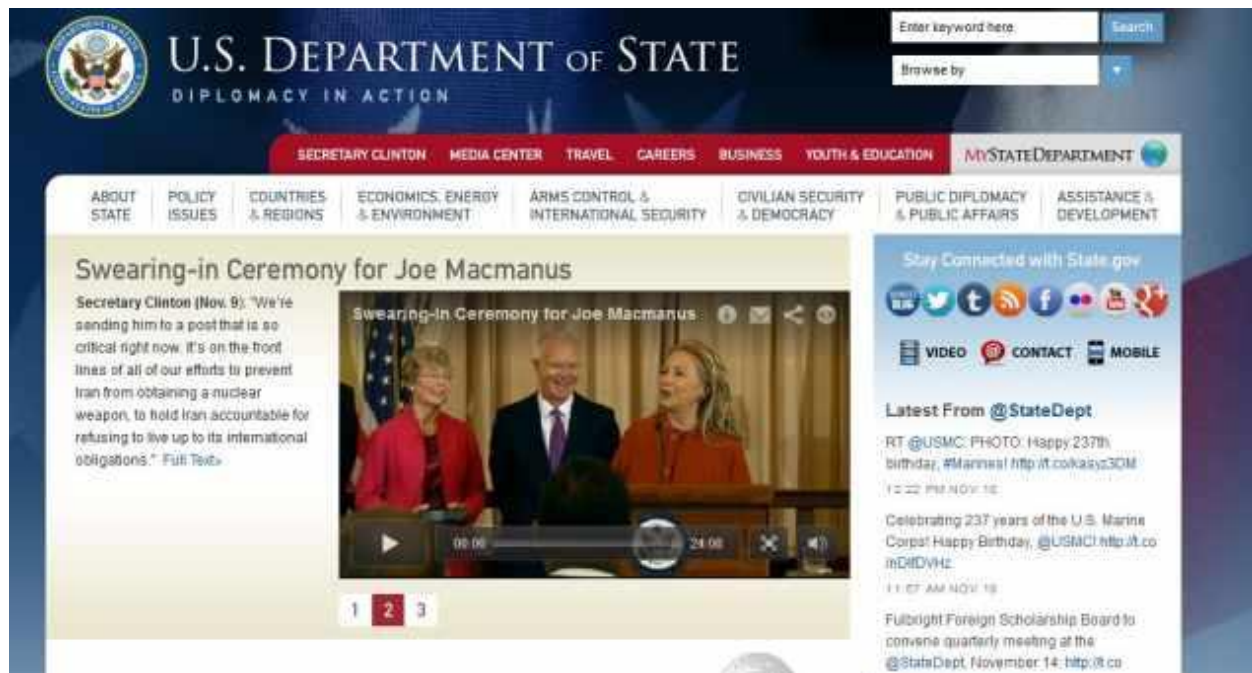 U.S. DEPARTMENT OF STATE
DIPLOMACY IN ACTION
Enter keyword here
Search
Browse by
SECRETARY CLINTON MEDIA CENTER TRAVEL CAREERS BUSINESS YOUTH & EDUCATION MYSTATEDEPARTMENT
ABOUT STATE
POLICY ISSUES
COUNTRIES & REGIONS
ECONOMICS, ENERGY & ENVIRONMENT
ARMS CONTROL & INTERNATIONAL SECURITY
CIVILIAN SECURITY & DEMOCRACY
PUBLIC DIPLOMACY & PUBLIC AFFAIRS
ASSISTANCE & DEVELOPMENT
Swearing-in Ceremony for Joe Macmanus
Secretary Clinton (Nov. 9): "We're
sending him to a post that is so
critical right now. It's on the front
lines of all of our efforts to prevent
Iran from obtaining a nuclear
weapon, to hold Iran accountable for
refusing to live up to its international
obligations." Full Text»
Swearing-In Ceremony for Joe Macmanus
00:00 24:00
1 2 3
Stay Connected with State.gov
VIDEO CONTACT MOBILE
Latest From @StateDept
RT @USMC: PHOTO: Happy 237th
birthday, #Marines! http
12:22 PM NOV 10
Celebrating 237 years of the U.S. Marine
Corps! Happy Birthday, @USMC! http://t.co
11:57 AM NOV 10
Fulbright Foreign Scholarship Board to
convene quarterly meeting at the
@StateDept, November 14: http://t.co